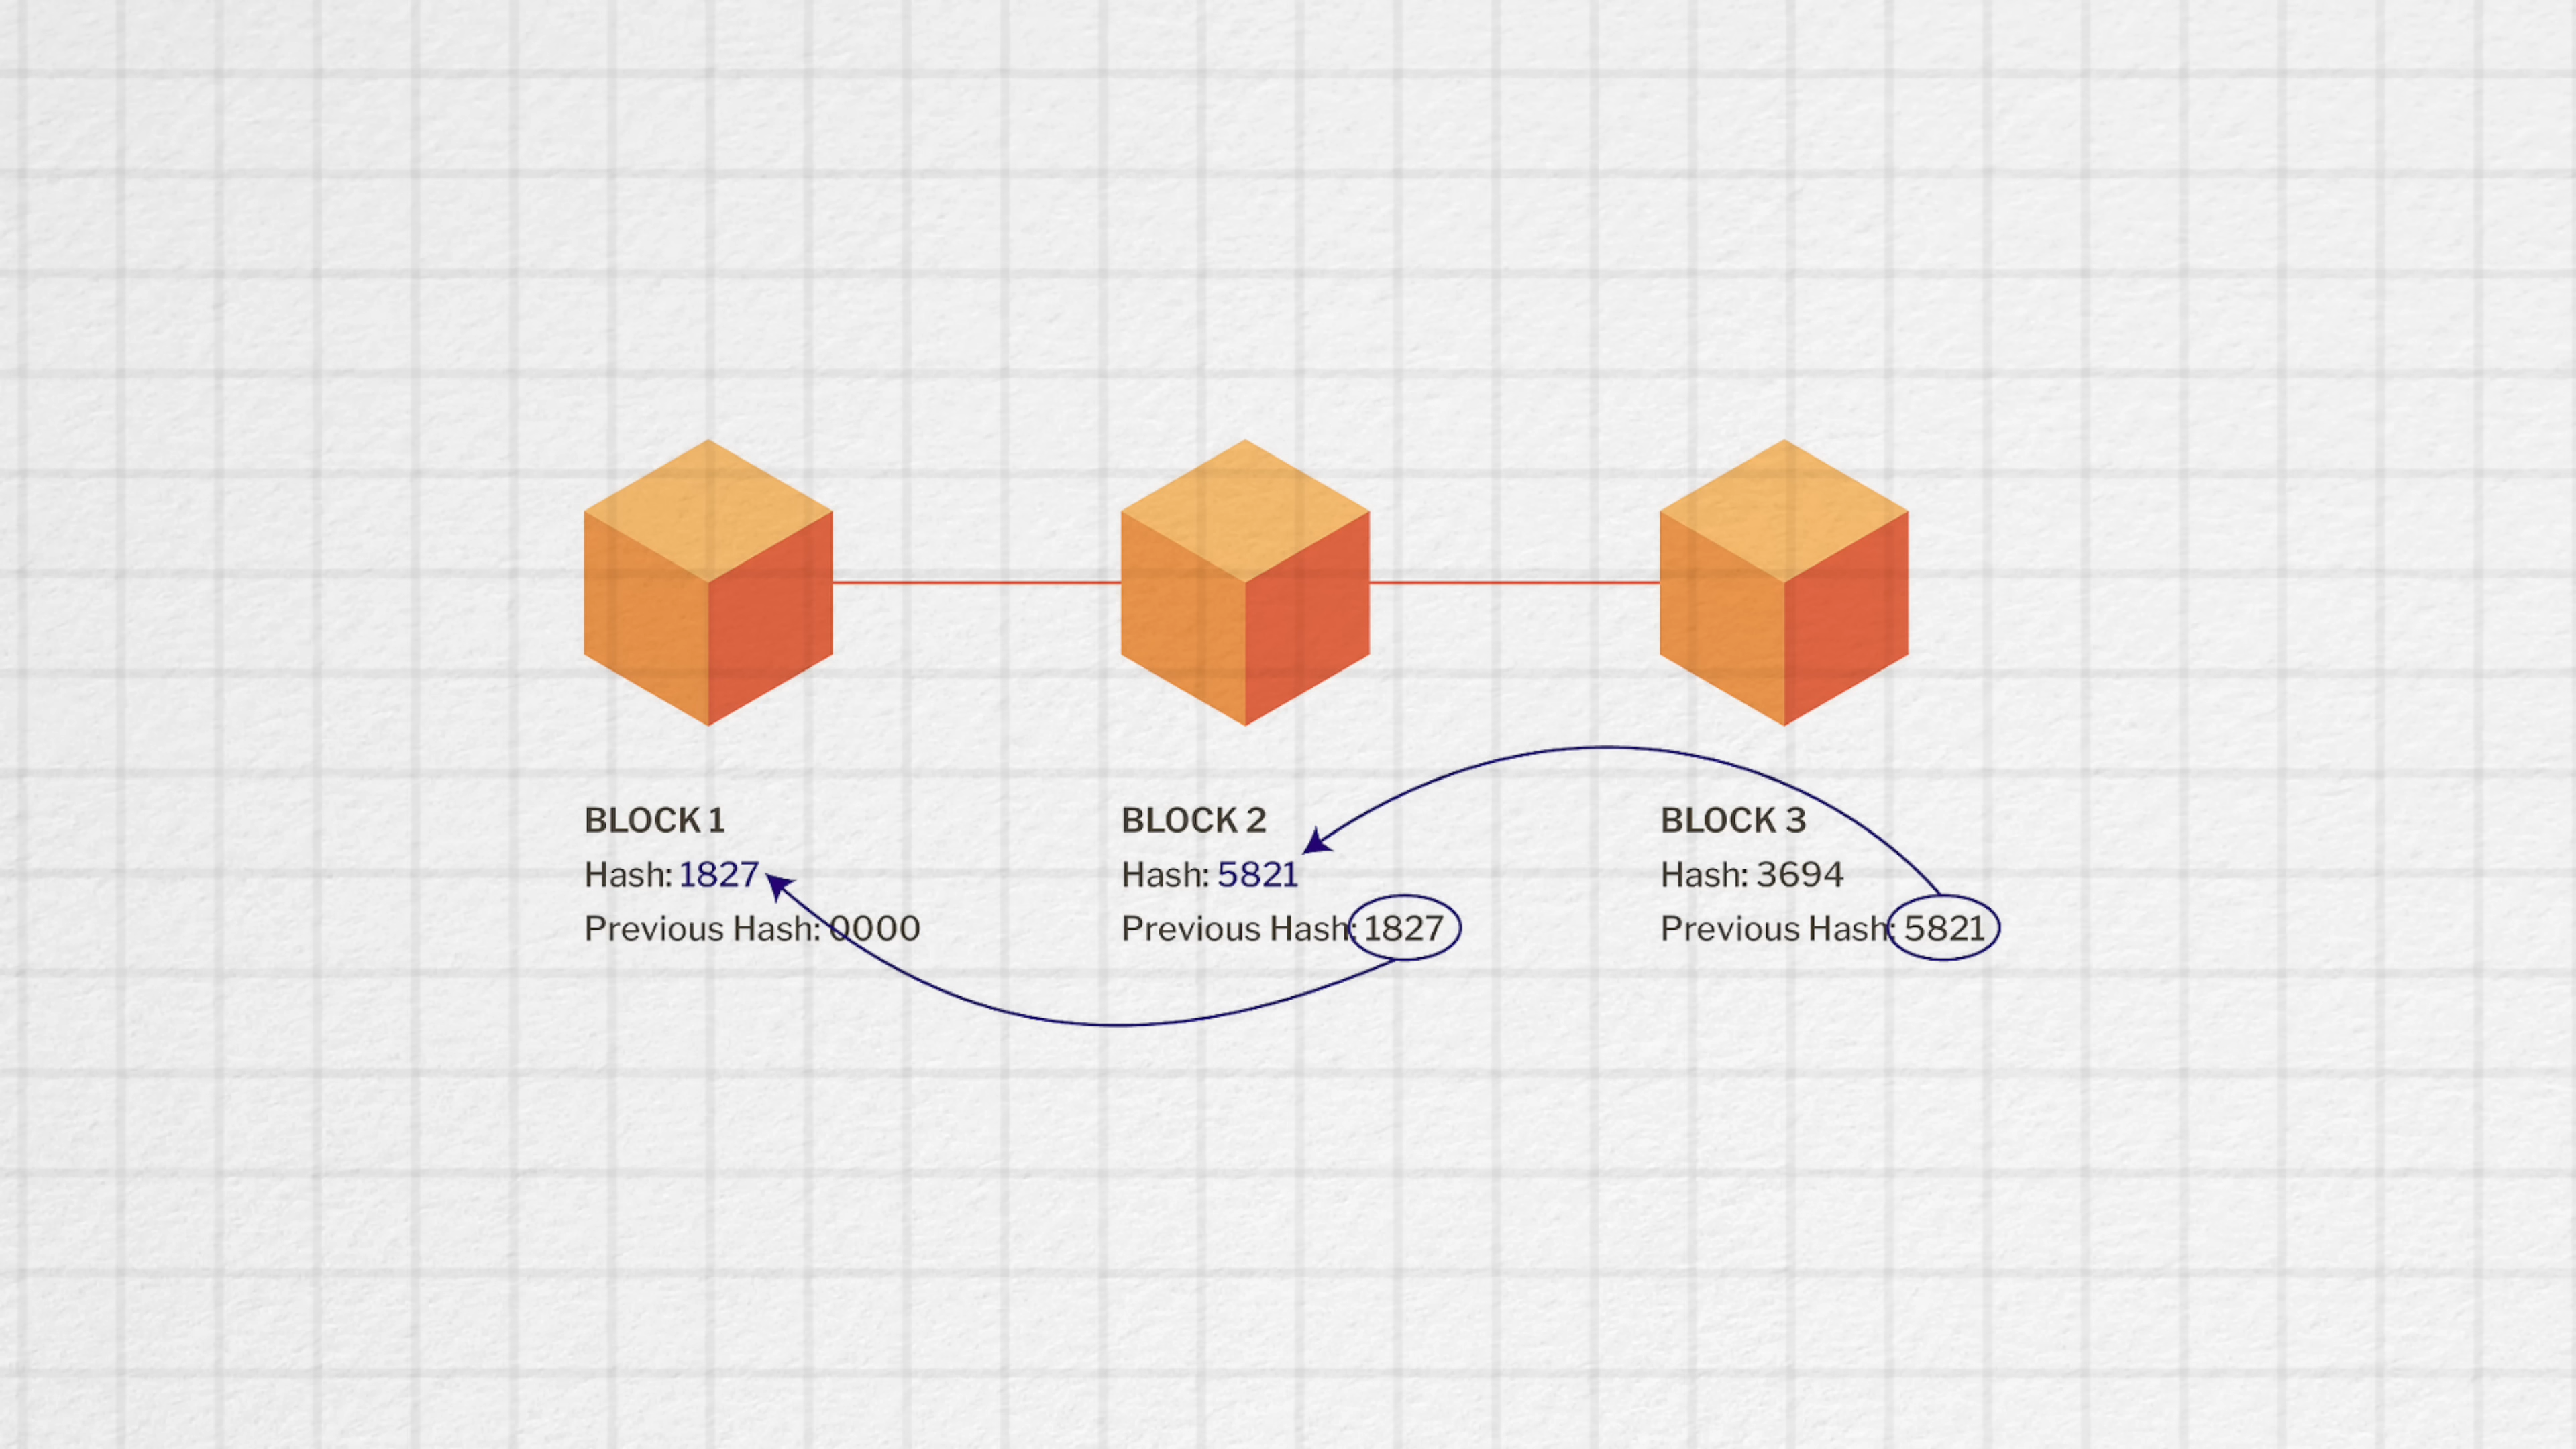 BLOCK 1
Hash: 1827
Previous Hash: 0000
BLOCK 2
Hash: 5821
Previous Hash: 1827
BLOCK 3
Hash: 3694
Previous Hash: 5821